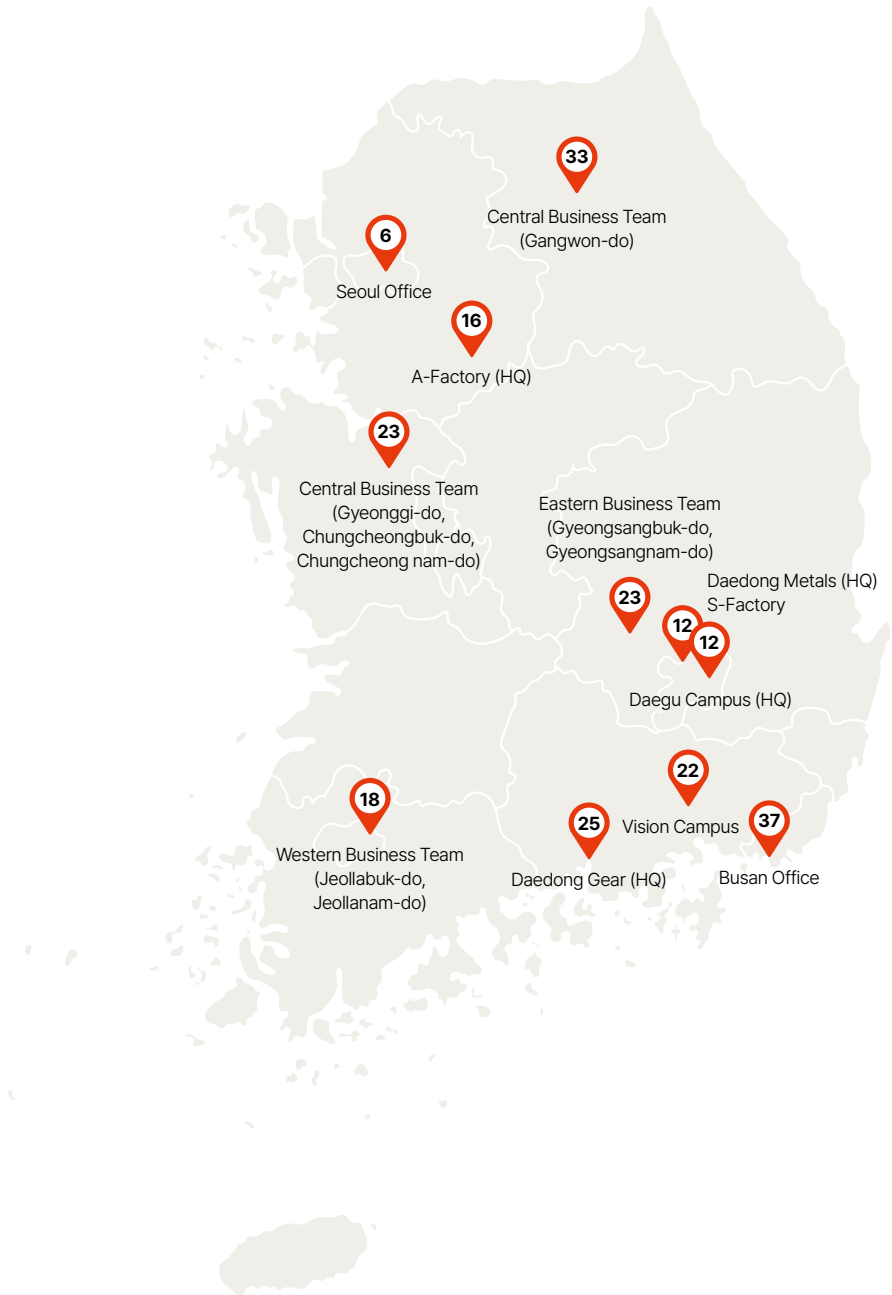 33
Central Business Team
(Gangwon-do)
6
Seoul Office
16
A-Factory (HQ)
23
Central Business Team
(Gyeonggi-do,
Chungcheongbuk-do,
Chungcheong nam-do)
Eastern Business Team
(Gyeongsangbuk-do,
Gyeongsangnam-do)
23
Daedong Metals (HQ)
S-Factory
12
12
Daegu Campus (HQ)
22
Vision Campus
18
Western Business Team
(Jeollabuk-do,
Jeollanam-do)
25
Daedong Gear (HQ)
37
Busan Office